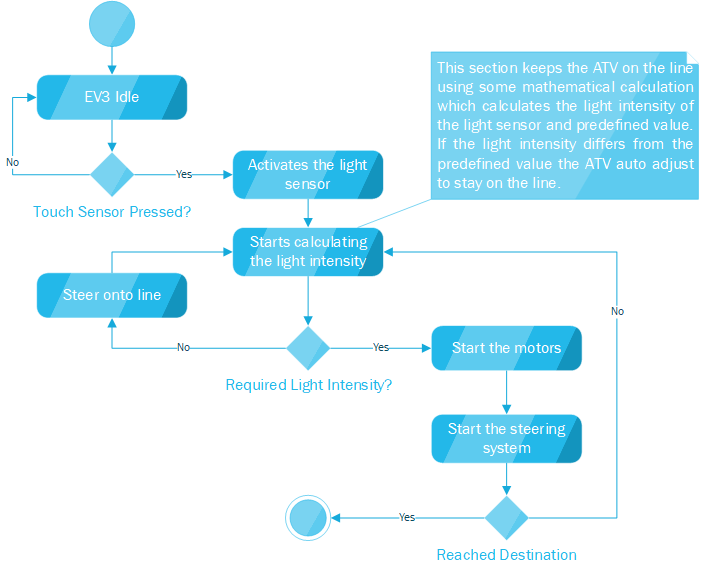 EV3 Idle
No
Yes
Touch Sensor Pressed?
Activates the light
sensor
This section keeps the ATV on the line
using some mathematical calculation
which calculates the light intensity of
the light sensor and predefined value.
If the light intensity differs from the
predefined value the ATV auto adjust
to stay on the line.
Starts calculating
the light intensity
Steer onto line
No
No
Yes
Start the motors
Required Light Intensity?
Start the steering
system
Yes
Reached Destination